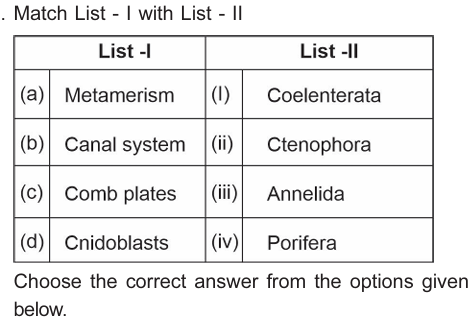 . Match List - I with List - II
List -I List -II
(a) Metamerism (I) Coelenterata
(b) Canal system (ii) Ctenophora
(c) Comb plates (iii) Annelida
(d) Cnidoblasts (iv) Porifera
Choose the correct answer from the options given
below.